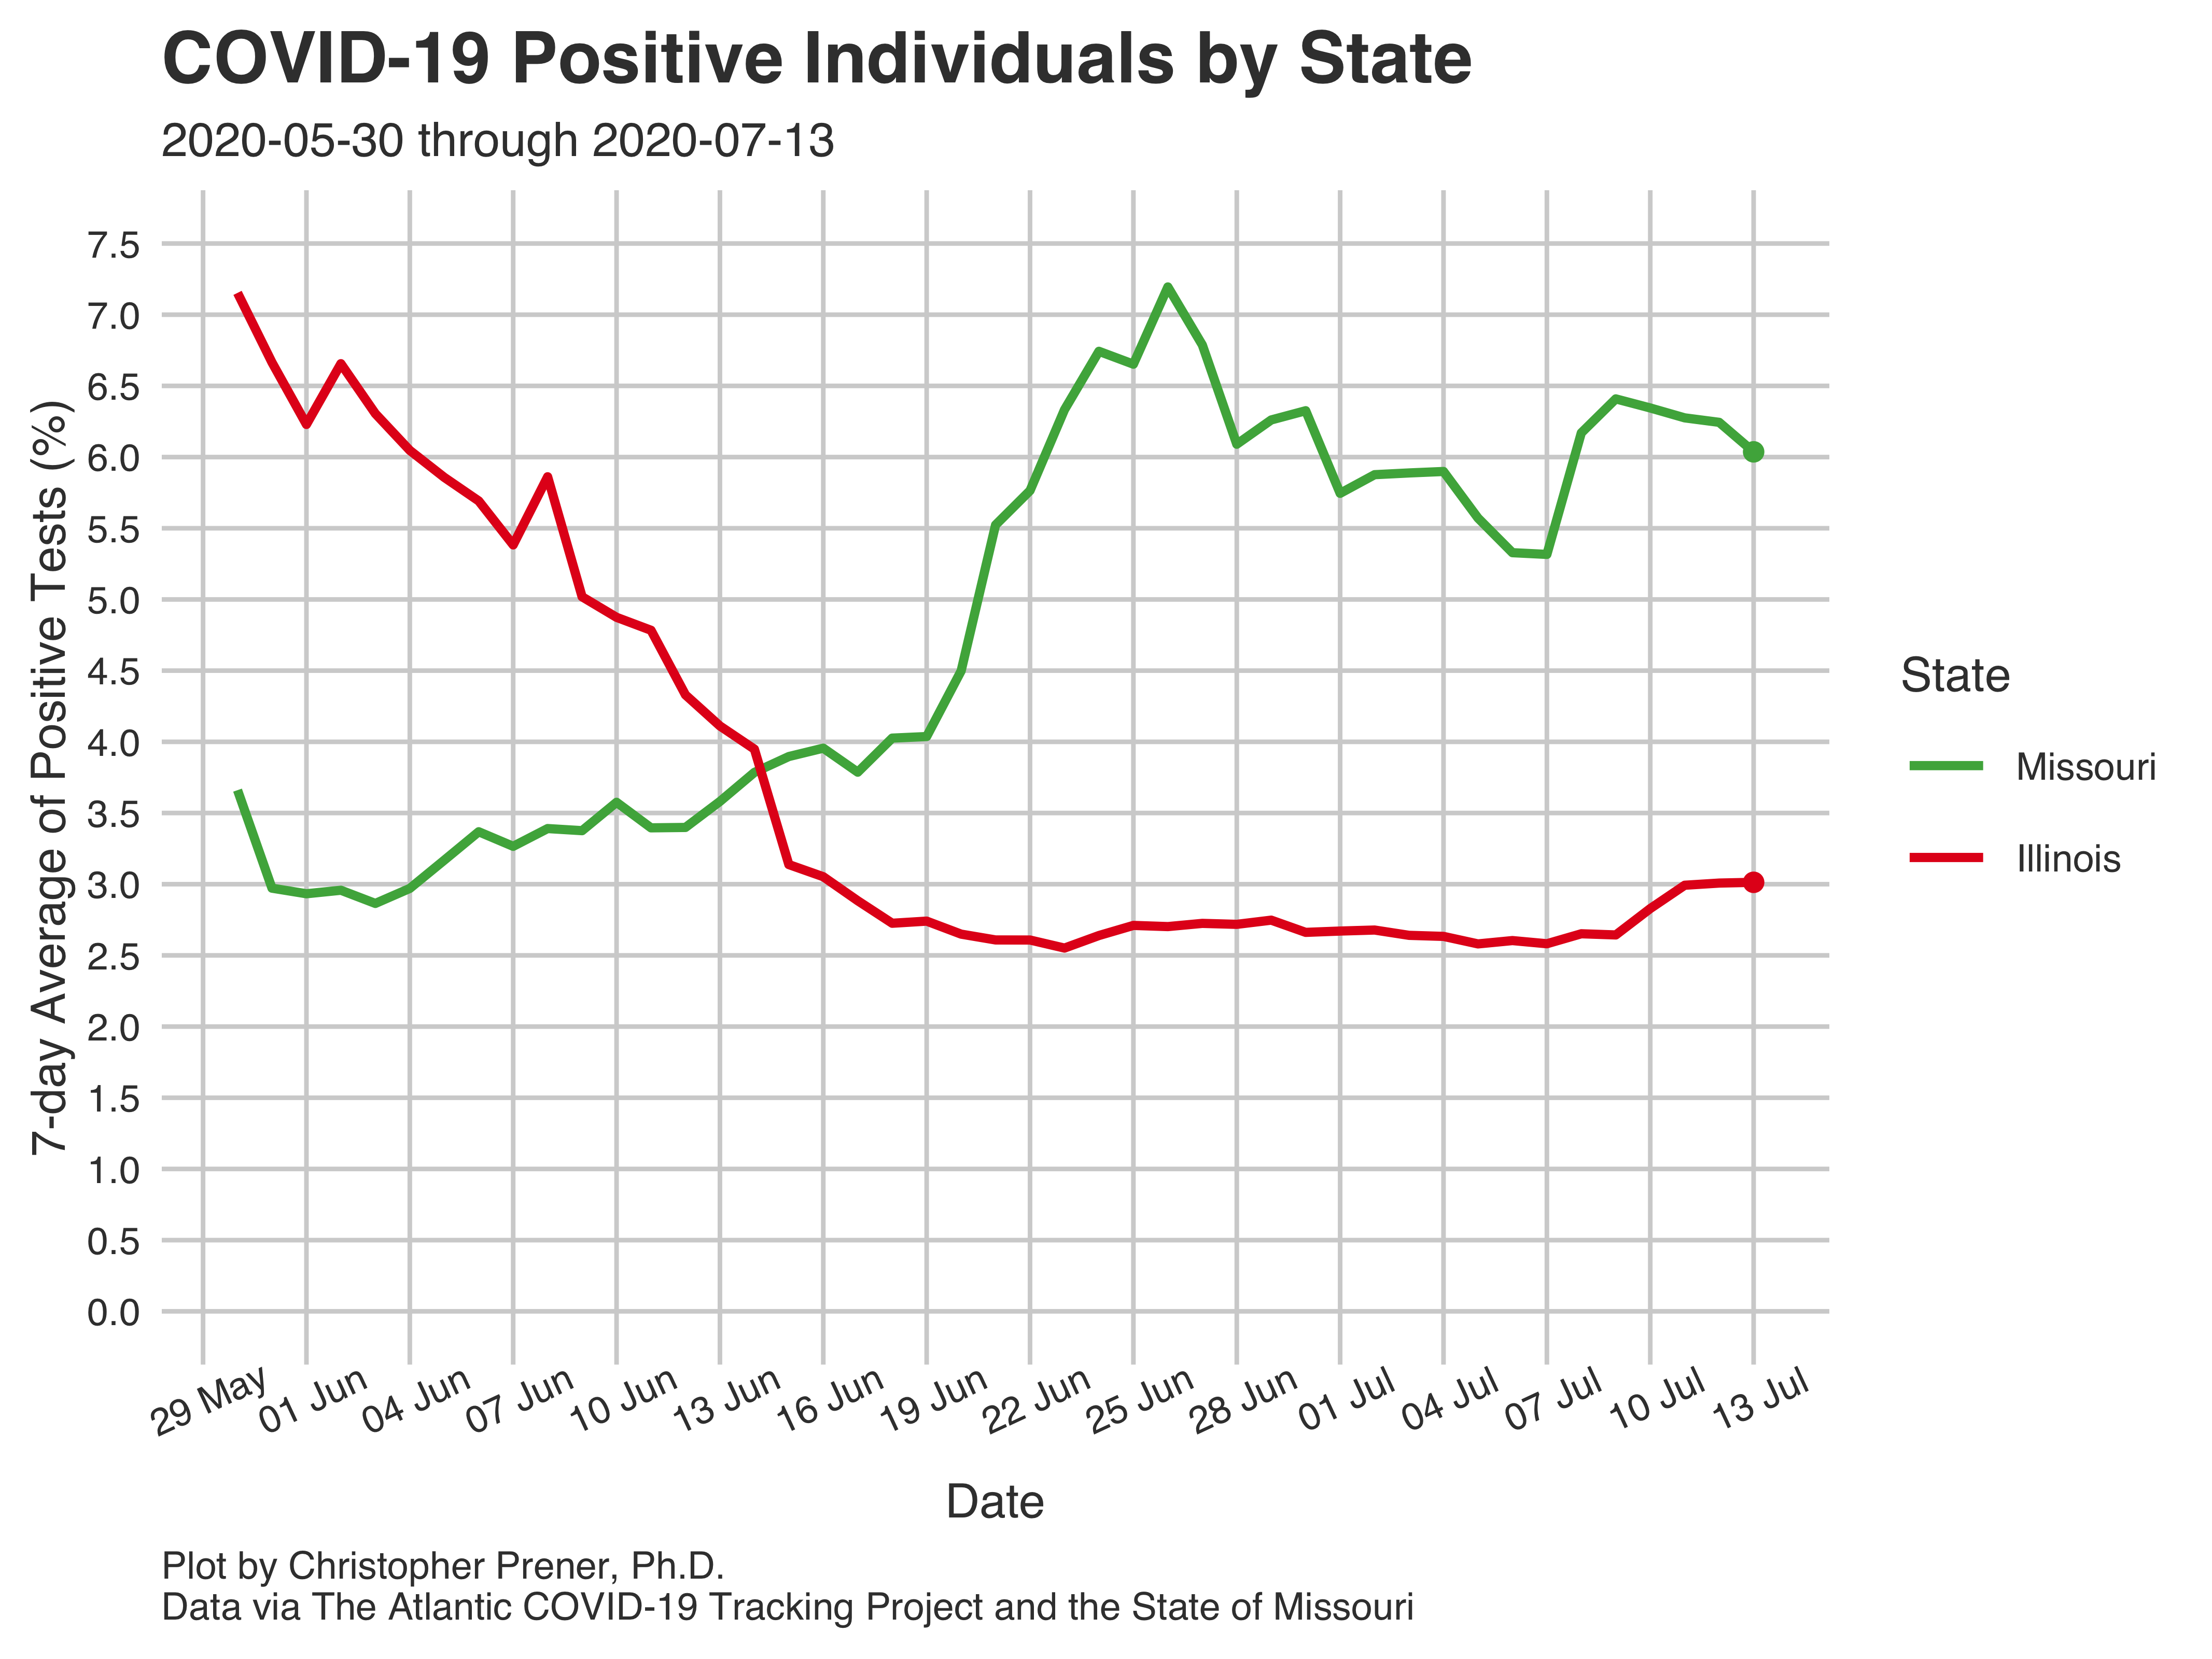 COVID-19 Positive Individuals by State
2020-05-30 through 2020-07-13
7-day Average of Positive Tests (%)
7.5
7.0
6.5
6.0
5.5
5.0
4.5
4.0
3.5
3.0
2.5
2.0
1.5
1.0
0.5
0.0
29 May
01 Jun
04 Jun
07 Jun
10 Jun
13 Jun
16 Jun
19 Jun
22 Jun
25 Jun
28 Jun
01 Jul
04 Jul
07 Jul
10 Jul
13 Jul
Date
State
Missouri
Illinois
Plot by Christopher Prener, Ph.D.
Data via The Atlantic COVID-19 Tracking Project and the State of Missouri